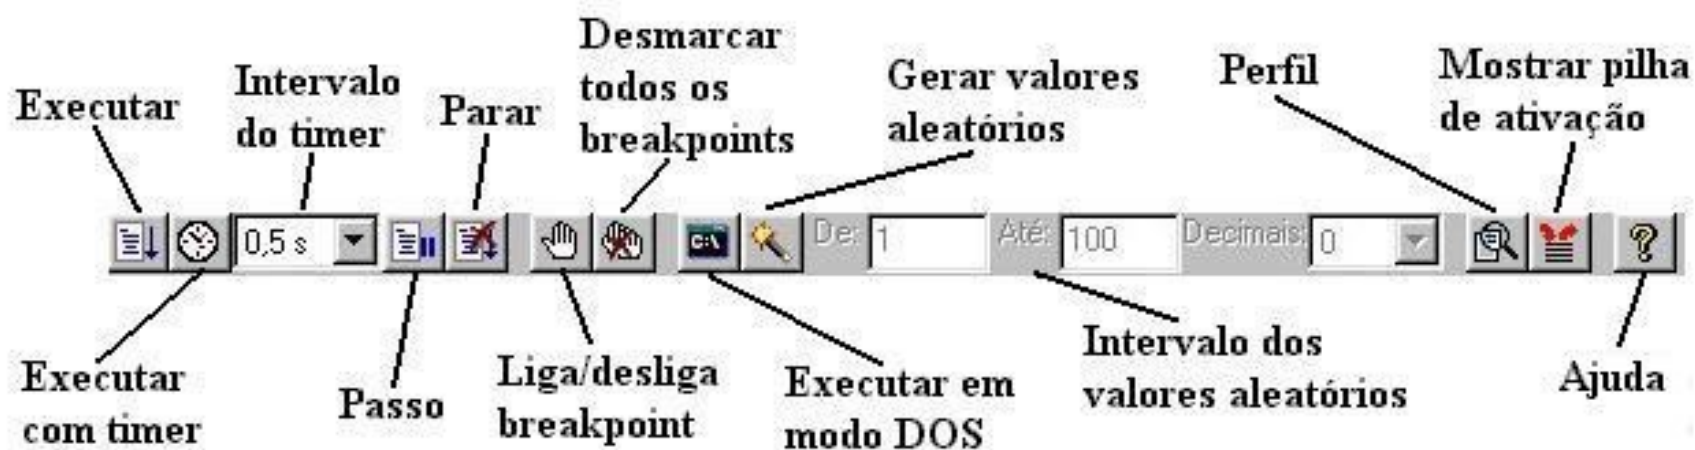 Executar
Intervalo
do timer
Parar
Desmarcar
todos os
breakpoints
Gerar valores
aleatórios
Perfil
Mostrar pilha
de ativação
0,5 s
C:\
De: 1
Até: 100
Decimais: 0
?
Executar
com timer
Passo
Liga/desliga
breakpoint
Executar em
modo DOS
Intervalo dos
valores aleatórios
Ajuda